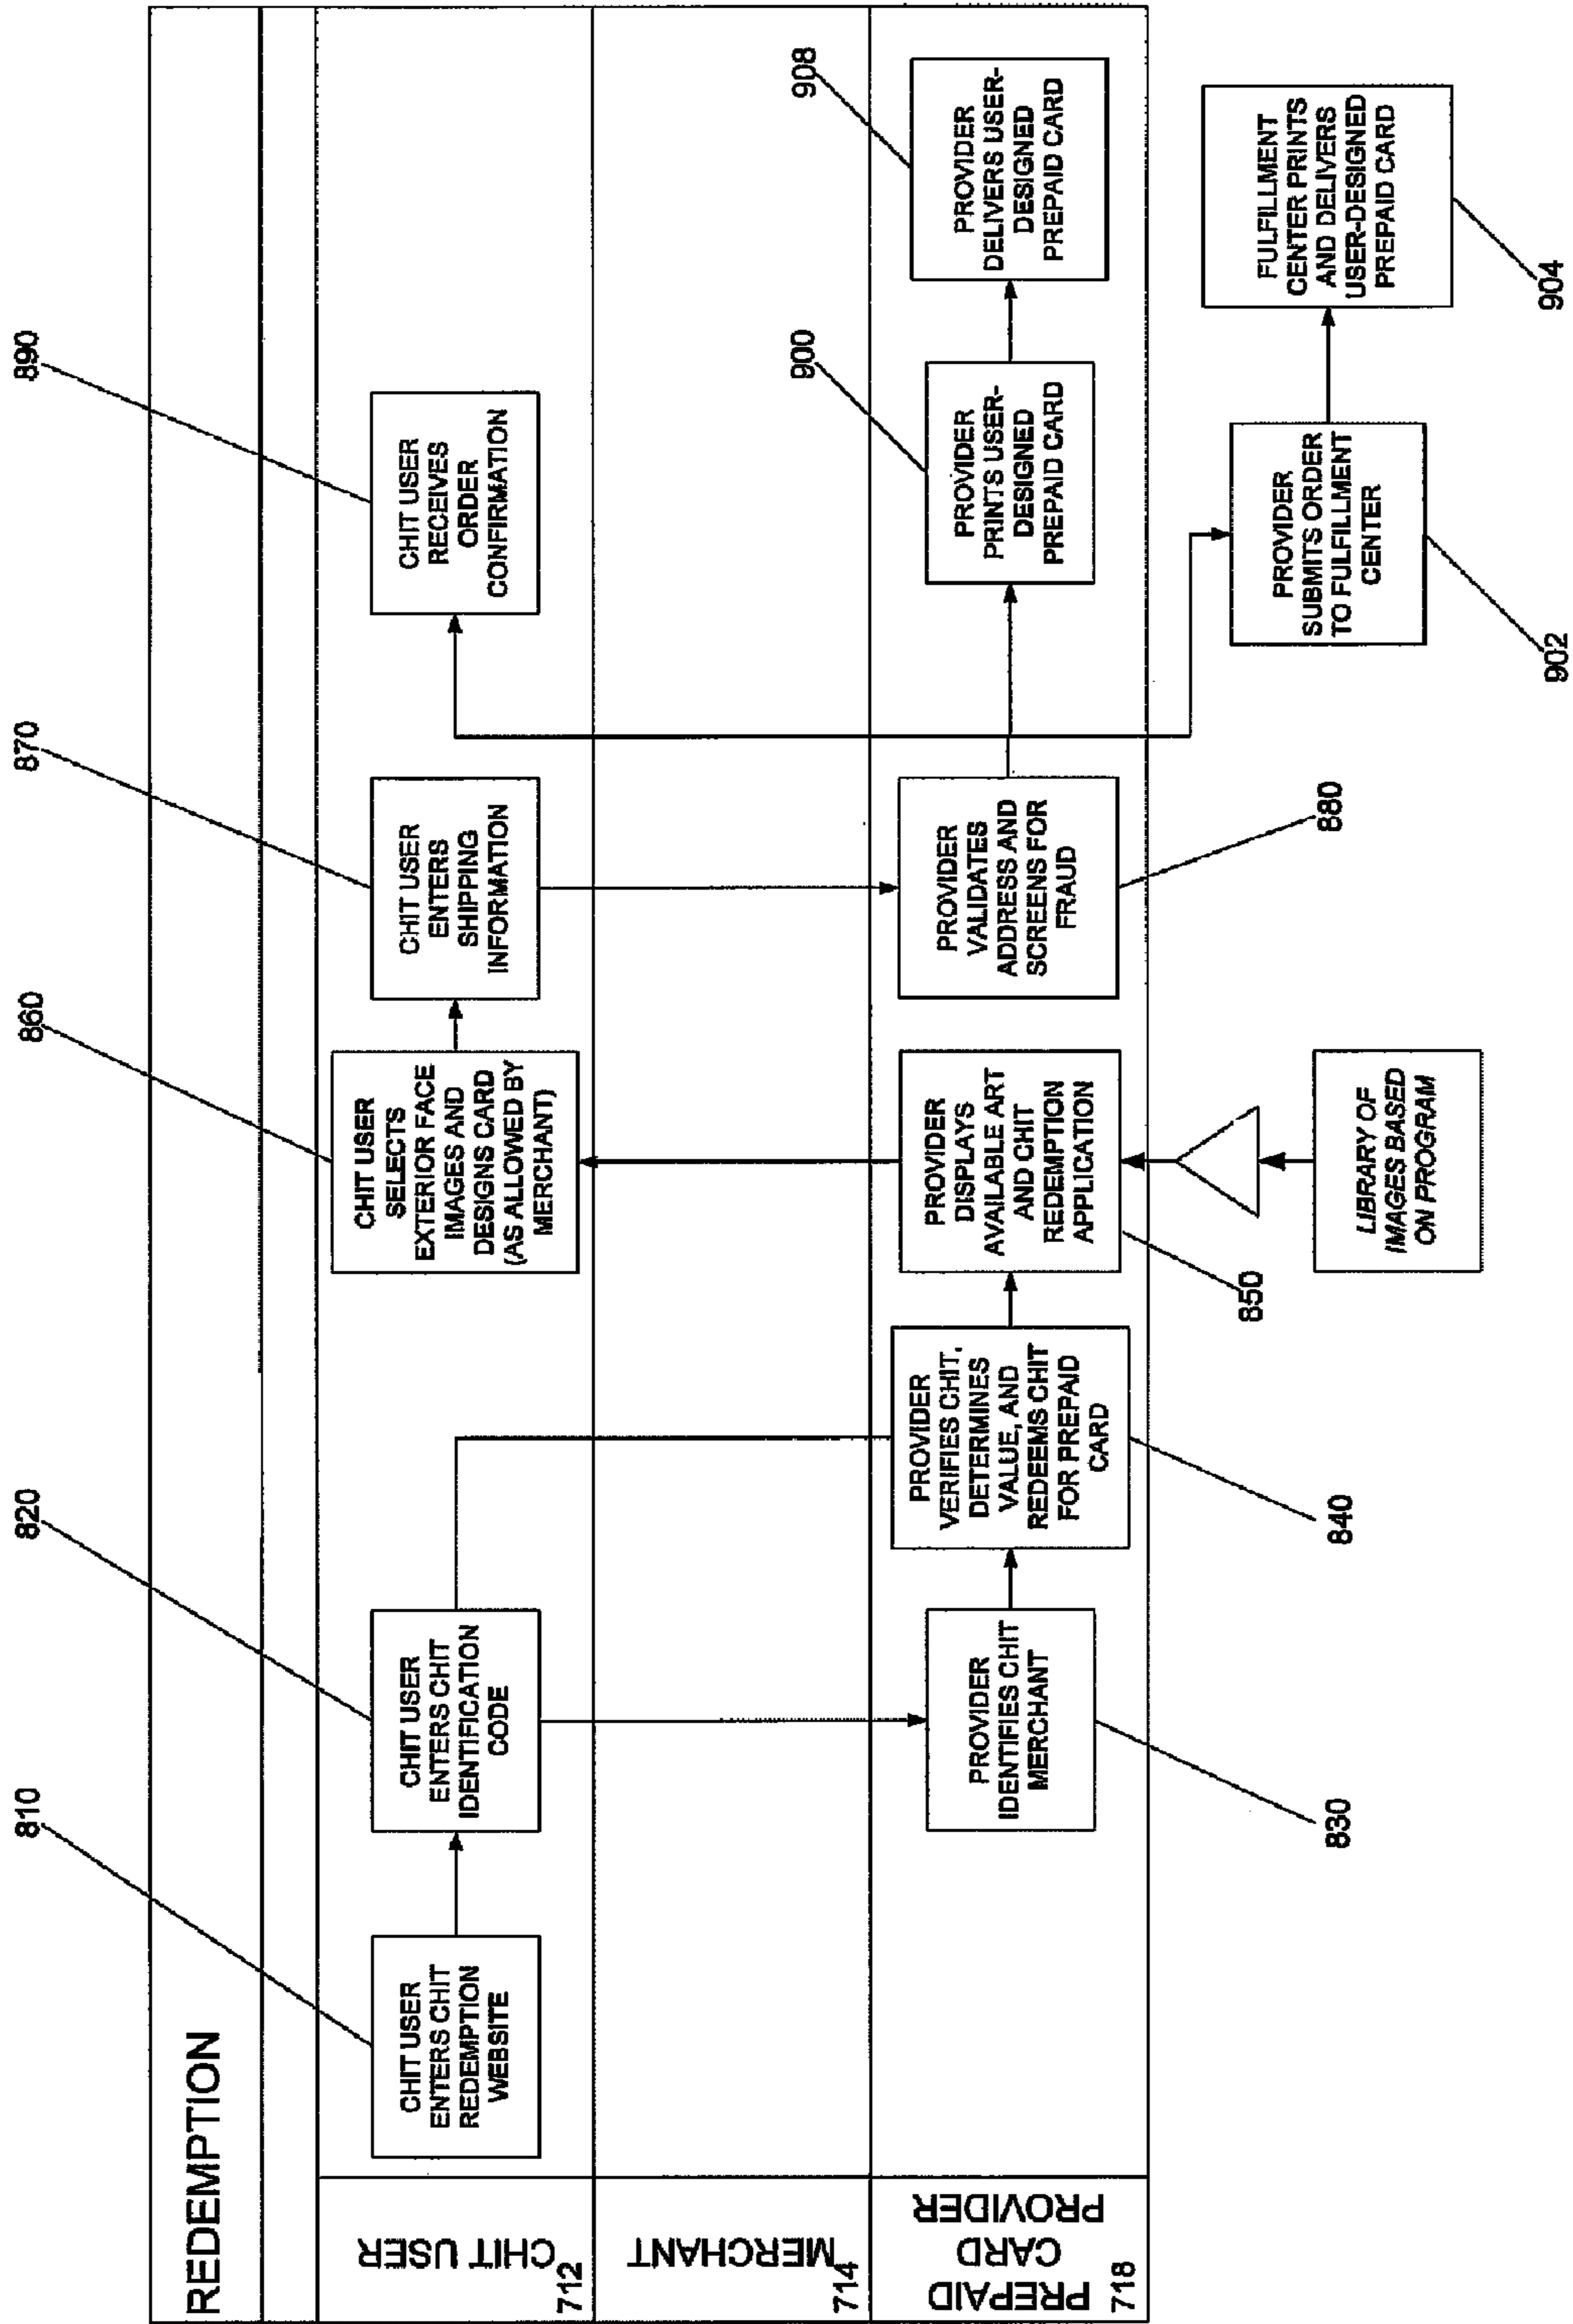 REDEMPTION
810
820
860
870
890
CHIT USER
712
CHIT USER
ENTERS CHIT
REDEMPTION
WEBSITE
CHIT USER
ENTERS CHIT
IDENTIFICATION
CODE
CHIT USER
SELECTS
EXTERIOR FACE
IMAGES AND
DESIGNS CARD
(AS ALLOWED BY
MERCHANT)
CHIT USER
ENTERS
SHIPPING
INFORMATION
CHIT USER
RECEIVES
ORDER
CONFIRMATION
MERCHANT
714
900
908
PREPAID
CARD
PROVIDER
718
PROVIDER
IDENTIFIES CHIT
MERCHANT
PROVIDER
VERIFIES CHIT,
DETERMINES
VALUE, AND
REDEEMS CHIT
FOR PREPAID
CARD
PROVIDER
DISPLAYS
AVAILABLE ART
AND CHIT
REDEMPTION
APPLICATION
PROVIDER
VALIDATES
ADDRESS AND
SCREENS FOR
FRAUD
PROVIDER
PRINTS USER-
DESIGNED
PREPAID CARD
PROVIDER
DELIVERS USER-
DESIGNED
PREPAID CARD
830
840
850
880
LIBRARY OF
IMAGES BASED
ON PROGRAM
PROVIDER
SUBMITS ORDER
TO FULFILLMENT
CENTER
FULFILLMENT
CENTER PRINTS
AND DELIVERS
USER-DESIGNED
PREPAID CARD
902
904